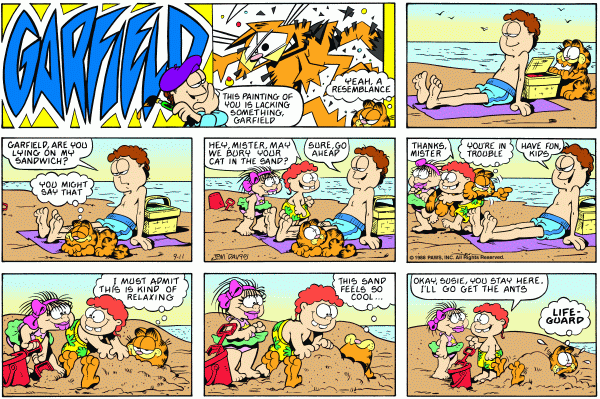 GARFIELD
THIS PAINTING OF
YOU IS LACKING
SOMETHING,
GARFIELD
YEAH, A
RESEMBLANCE
GARFIELD, ARE YOU
LYING ON MY
SANDWICH?
YOU MIGHT
SAY THAT
9-11
HEY, MISTER, MAY
WE BURY YOUR
CAT IN THE SAND?
SURE, GO
AHEAD
JIM DAVIS
THANKS,
MISTER
YOU'RE IN
TROUBLE
HAVE FUN,
KIDS
© 1988 PAWS, INC. All Rights Reserved.
I MUST ADMIT
THIS IS KIND OF
RELAXING
THIS SAND
FEELS SO
COOL...
OKAY, SUSIE, YOU STAY HERE.
I'LL GO GET THE ANTS
LIFE-
GUARD